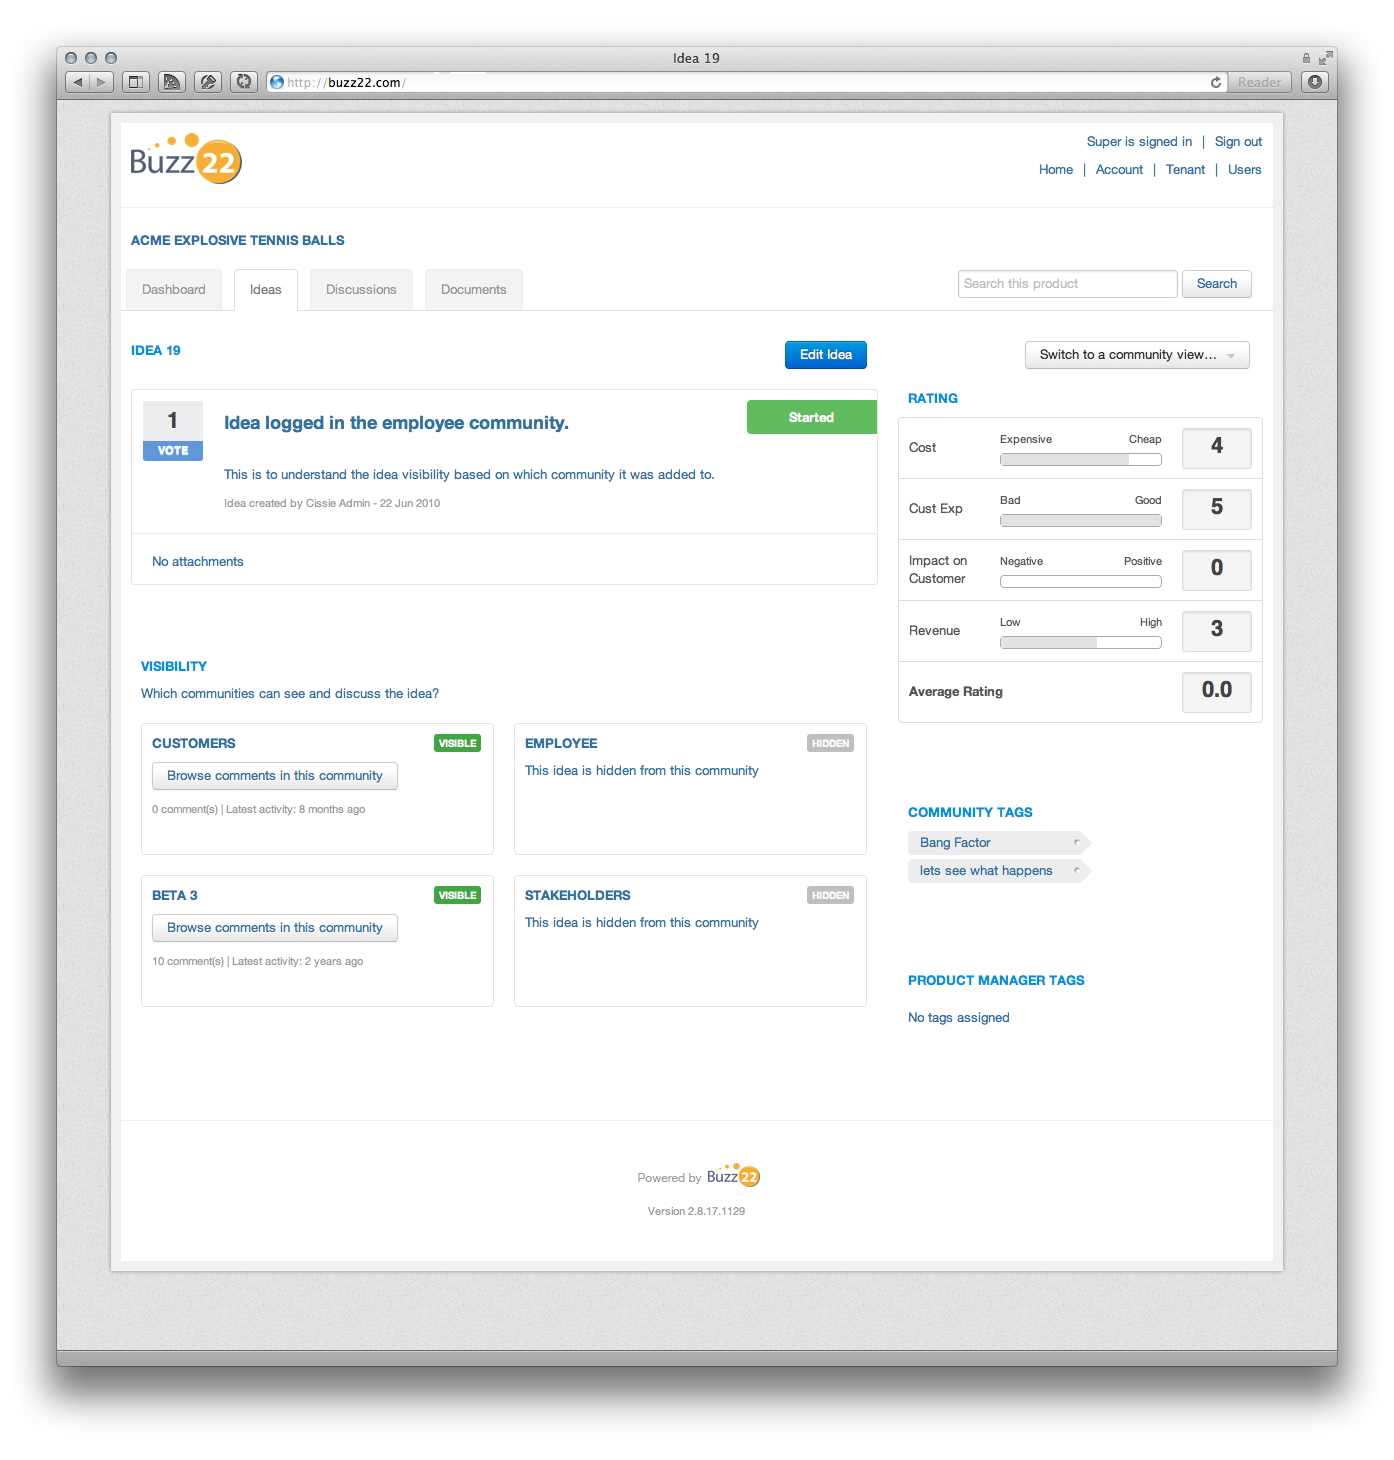 Idea 19
http://buzz22.com/
Reader
Buzz22
Super is signed in | Sign out
Home | Account | Tenant | Users
ACME EXPLOSIVE TENNIS BALLS
Dashboard
Ideas
Discussions
Documents
Search this product
Search
IDEA 19
Edit Idea
Switch to a community view...
1
VOTE
Idea logged in the employee community.
Started
This is to understand the idea visibility based on which community it was added to.
Idea created by Cissie Admin - 22 Jun 2010
No attachments
RATING
Cost
Expensive
Cheap
4
Cust Exp
Bad
Good
5
Impact on
Customer
Negative
Positive
0
Revenue
Low
High
3
Average Rating
0.0
VISIBILITY
Which communities can see and discuss the idea?
CUSTOMERS
VISIBLE
Browse comments in this community
0 comment(s) | Latest activity: 8 months ago
EMPLOYEE
HIDDEN
This idea is hidden from this community
BETA 3
VISIBLE
Browse comments in this community
10 comment(s) | Latest activity: 2 years ago
STAKEHOLDERS
HIDDEN
This idea is hidden from this community
COMMUNITY TAGS
Bang Factor
lets see what happens
PRODUCT MANAGER TAGS
No tags assigned
Powered by Buzz22
Version 2.8.17.1129